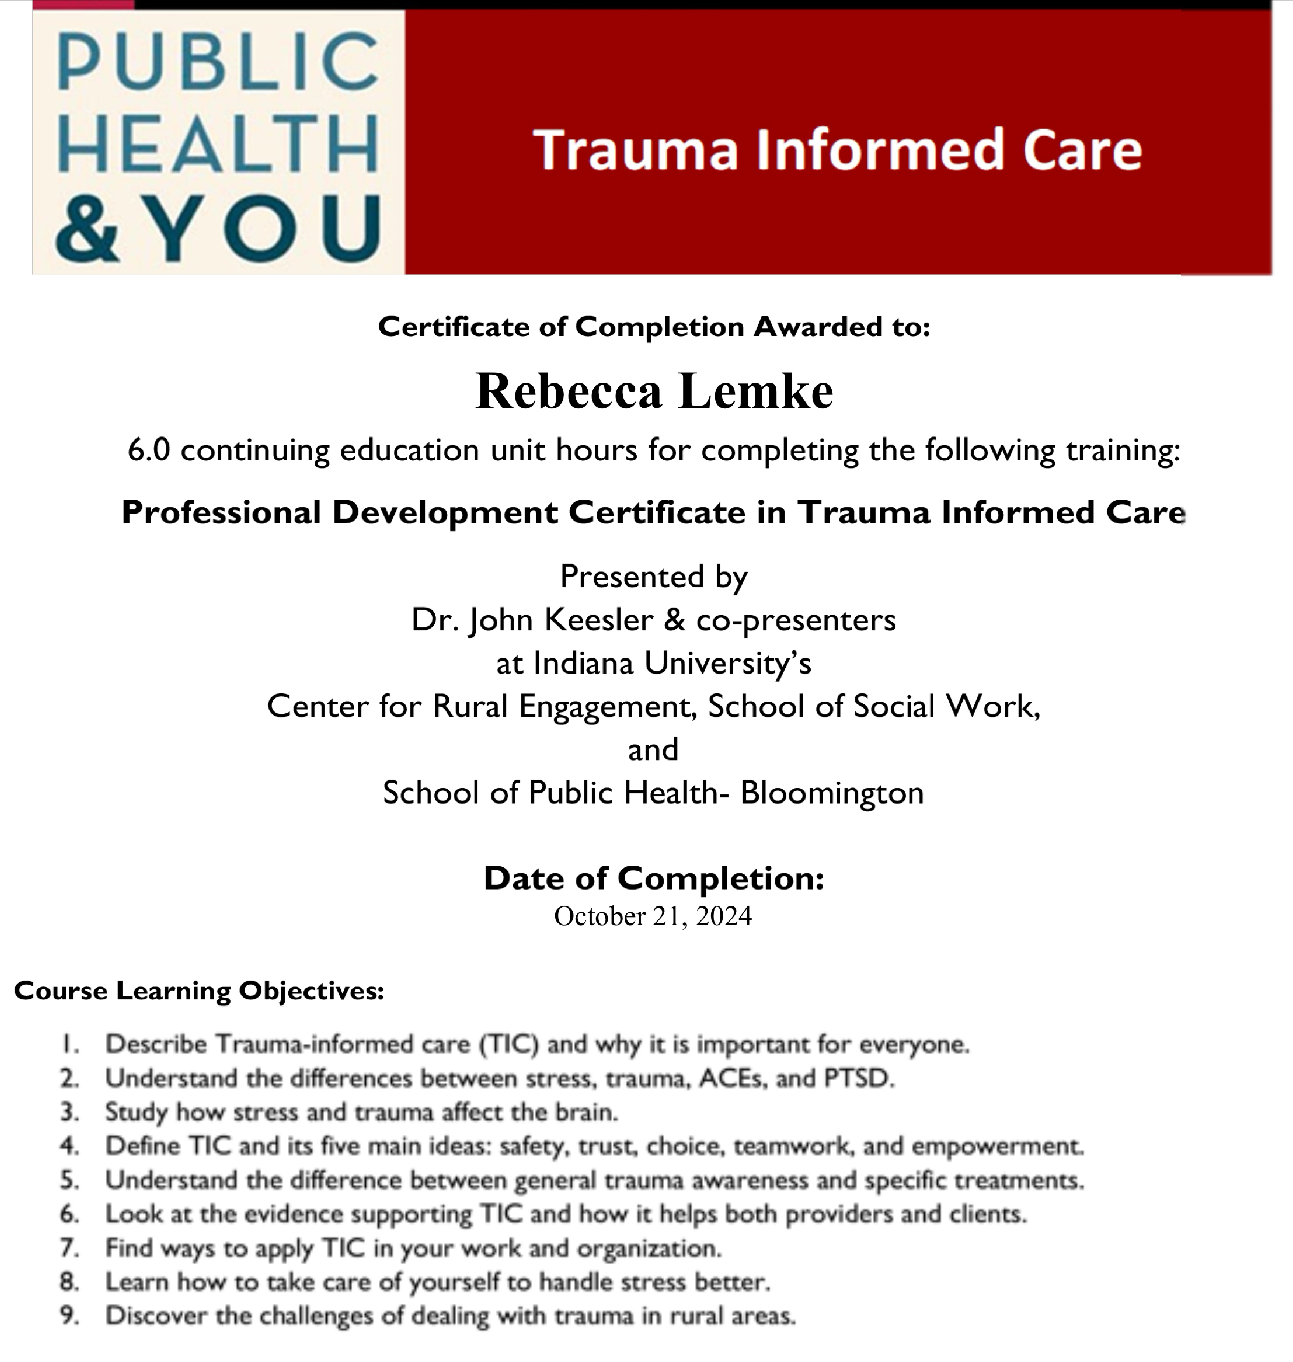 PUBLIC
HEALTH
& YOU
Trauma Informed Care
Certificate of Completion Awarded to:
Rebecca Lemke
6.0 continuing education unit hours for completing the following training:
Professional Development Certificate in Trauma Informed Care
Presented by
Dr. John Keesler & co-presenters
at Indiana University’s
Center for Rural Engagement, School of Social Work,
and
School of Public Health- Bloomington
Date of Completion:
October 21, 2024
Course Learning Objectives:
1. Describe Trauma-informed care (TIC) and why it is important for everyone.
2. Understand the differences between stress, trauma, ACEs, and PTSD.
3. Study how stress and trauma affect the brain.
4. Define TIC and its five main ideas: safety, trust, choice, teamwork, and empowerment.
5. Understand the difference between general trauma awareness and specific treatments.
6. Look at the evidence supporting TIC and how it helps both providers and clients.
7. Find ways to apply TIC in your work and organization.
8. Learn how to take care of yourself to handle stress better.
9. Discover the challenges of dealing with trauma in rural areas.